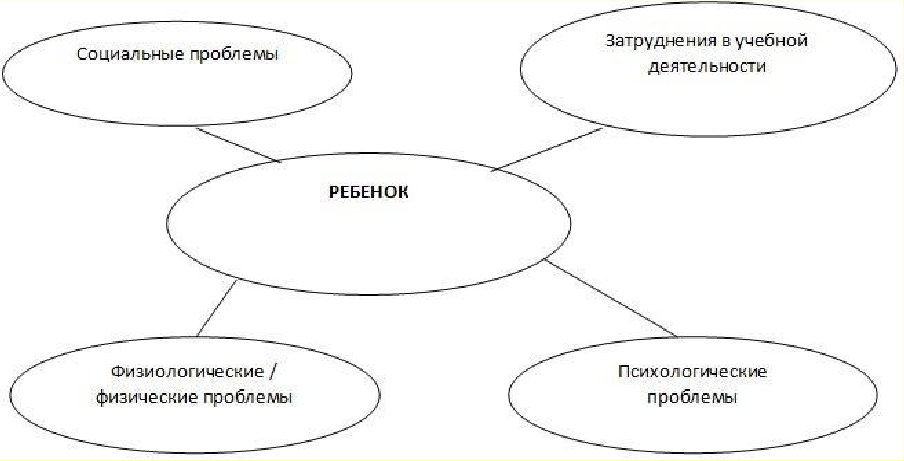 Социальные проблемы
Затруднения в учебной
деятельности
РЕБЕНОК
Физиологические /
физические проблемы
Психологические
проблемы